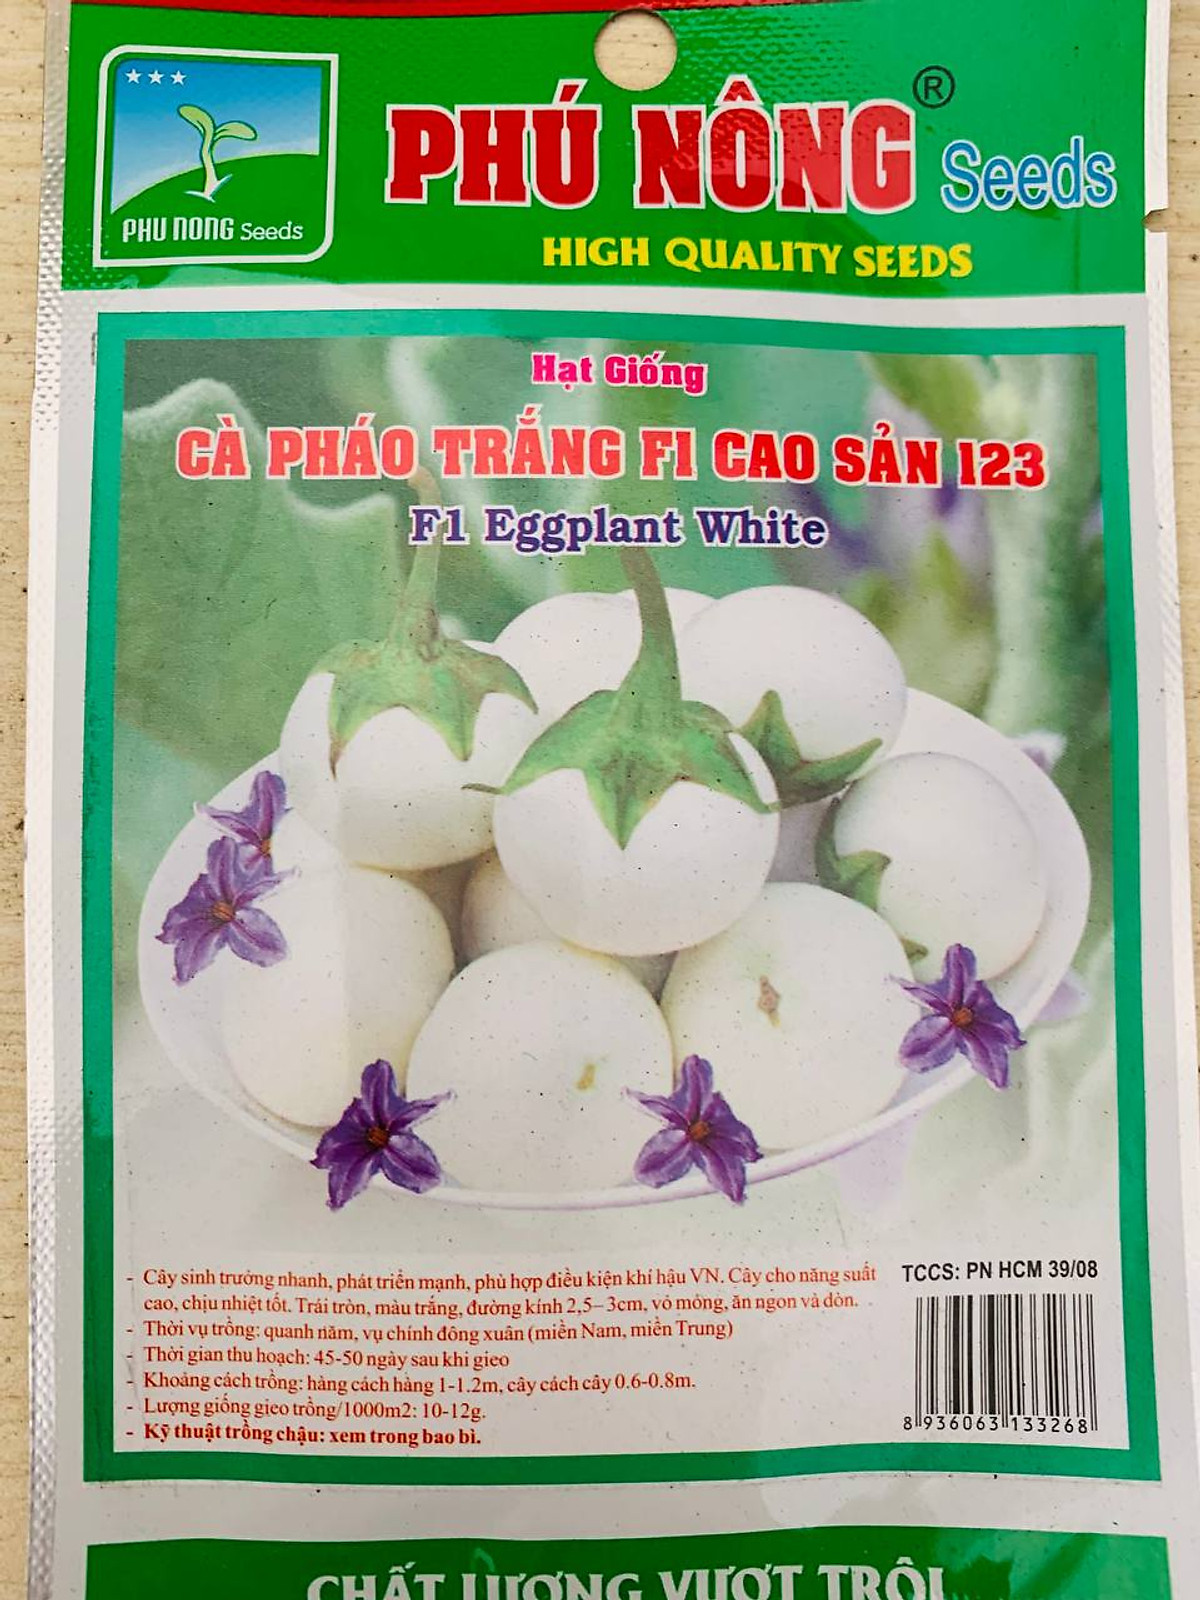 PHU NONG Seeds
PHÚ NÔNG® Seeds
HIGH QUALITY SEEDS
Hạt Giống
CÀ PHÁO TRẮNG F1 CAO SẢN 123
F1 Eggplant White
- Cây sinh trưởng nhanh, phát triển mạnh, phù hợp điều kiện khí hậu VN. Cây cho năng suất
cao, chịu nhiệt tốt. Trái tròn, màu trắng, đường kính 2,5–3cm, vỏ mỏng, ăn ngon và dòn.
- Thời vụ trồng: quanh năm, vụ chính đông xuân (miền Nam, miền Trung)
- Thời gian thu hoạch: 45-50 ngày sau khi gieo
- Khoảng cách trồng: hàng cách hàng 1-1.2m, cây cách cây 0.6-0.8m.
- Lượng giống gieo trồng/1000m2: 10-12g.
- Kỹ thuật trồng chậu: xem trong bao bì.
TCCS: PN HCM 39/08
8 936063 133268
CHẤT LƯỢNG VƯỢT TRỘI